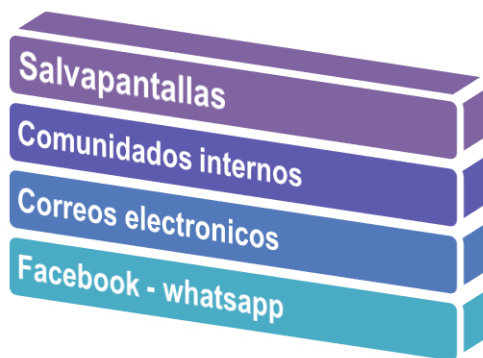 Salvapantallas
Comunidados internos
Correos electronicos
Facebook - whatsapp